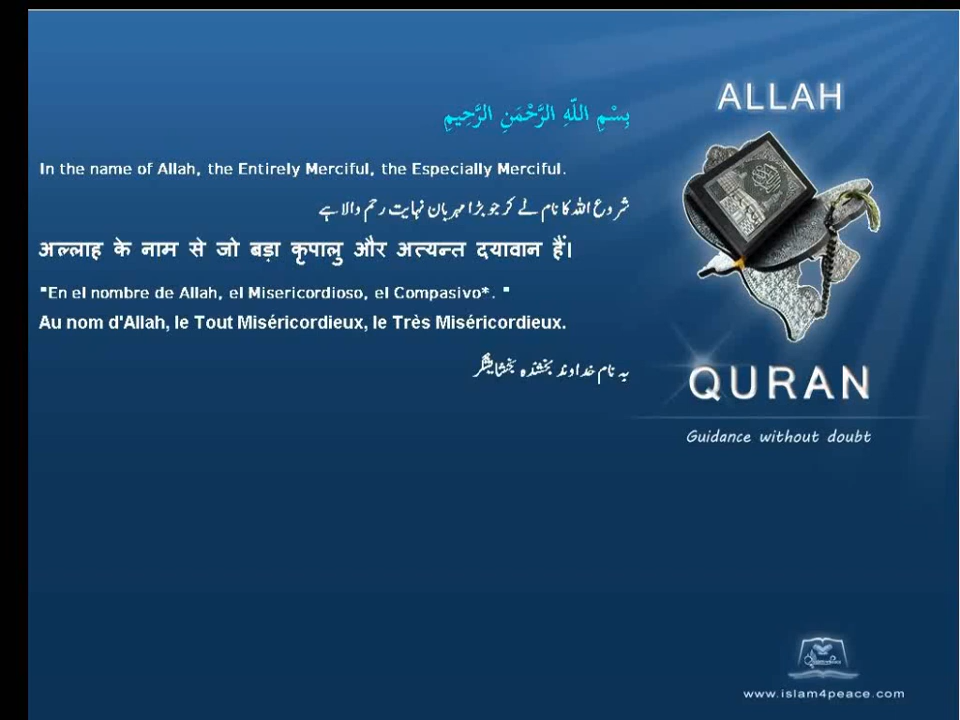 بِسْمِ اللّهِ الرَّحْمَنِ الرَّحِيمِ
In the name of Allah, the Entirely Merciful, the Especially Merciful.
شروع الله کا نام لے کر جو بڑا مہربان نہایت رحم والا ہے
अल्लाह के नाम से जो बड़ा कृपालु और अत्यन्त दयावान हैं।
"En el nombre de Allah, el Misericordioso, el Compasivo*. "
Au nom d'Allah, le Tout Miséricordieux, le Très Miséricordieux.
به نام خداوند بخشنده بخشایشگر
ALLAH
QURAN
Guidance without doubt
www.islam4peace.com